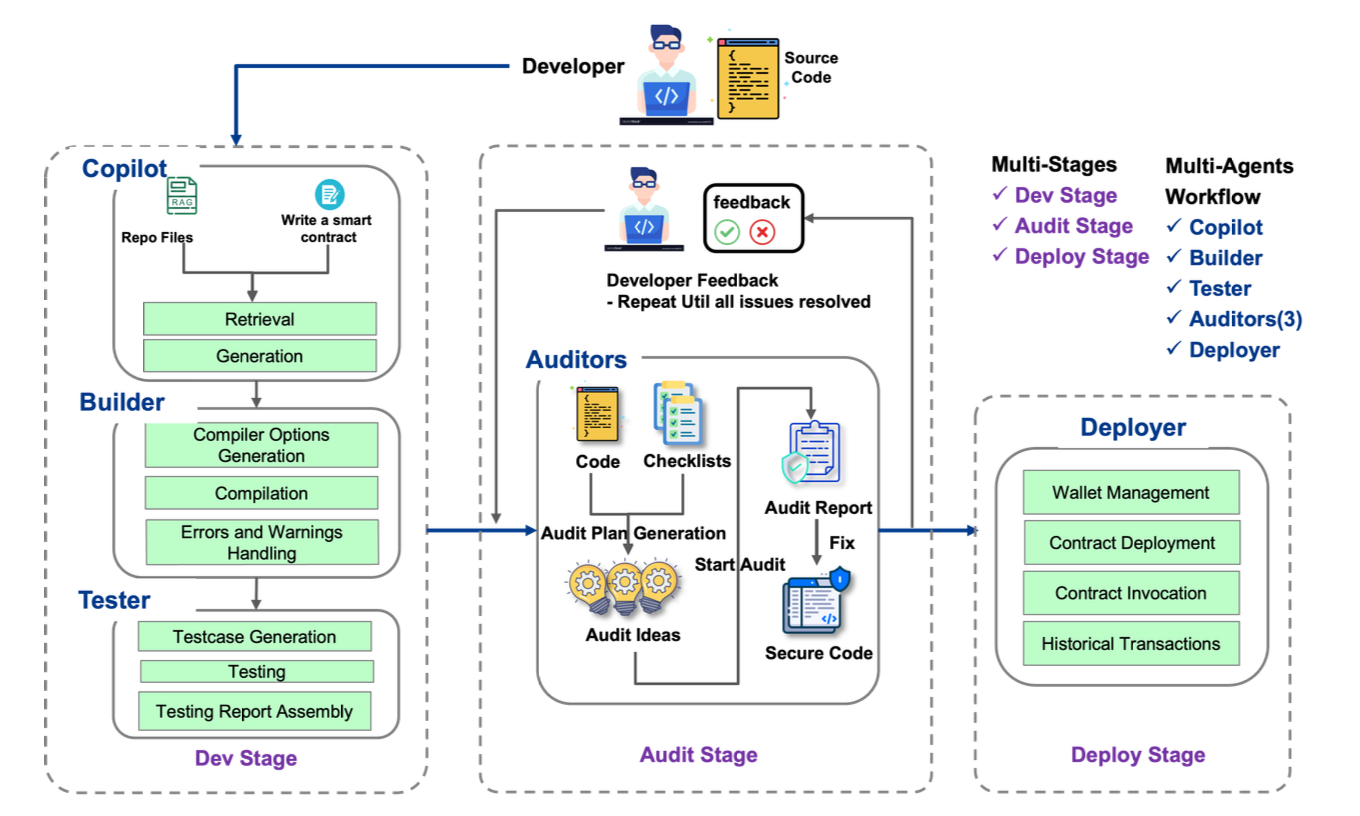 Developer
Source
Code
Copilot
RAG
Repo Files
Write a smart
contract
Retrieval
Generation
Builder
Compiler Options
Generation
Compilation
Errors and Warnings
Handling
Tester
Testcase Generation
Testing
Testing Report Assembly
Dev Stage
feedback
Developer Feedback
- Repeat Util all issues resolved
Auditors
Code
Checklists
Audit Plan Generation
Audit Ideas
Start Audit
Audit Report
Fix
Secure Code
Audit Stage
Multi-Stages
✓ Dev Stage
✓ Audit Stage
✓ Deploy Stage
Multi-Agents
Workflow
✓ Copilot
✓ Builder
✓ Tester
✓ Auditors(3)
✓ Deployer
Deployer
Wallet Management
Contract Deployment
Contract Invocation
Historical Transactions
Deploy Stage